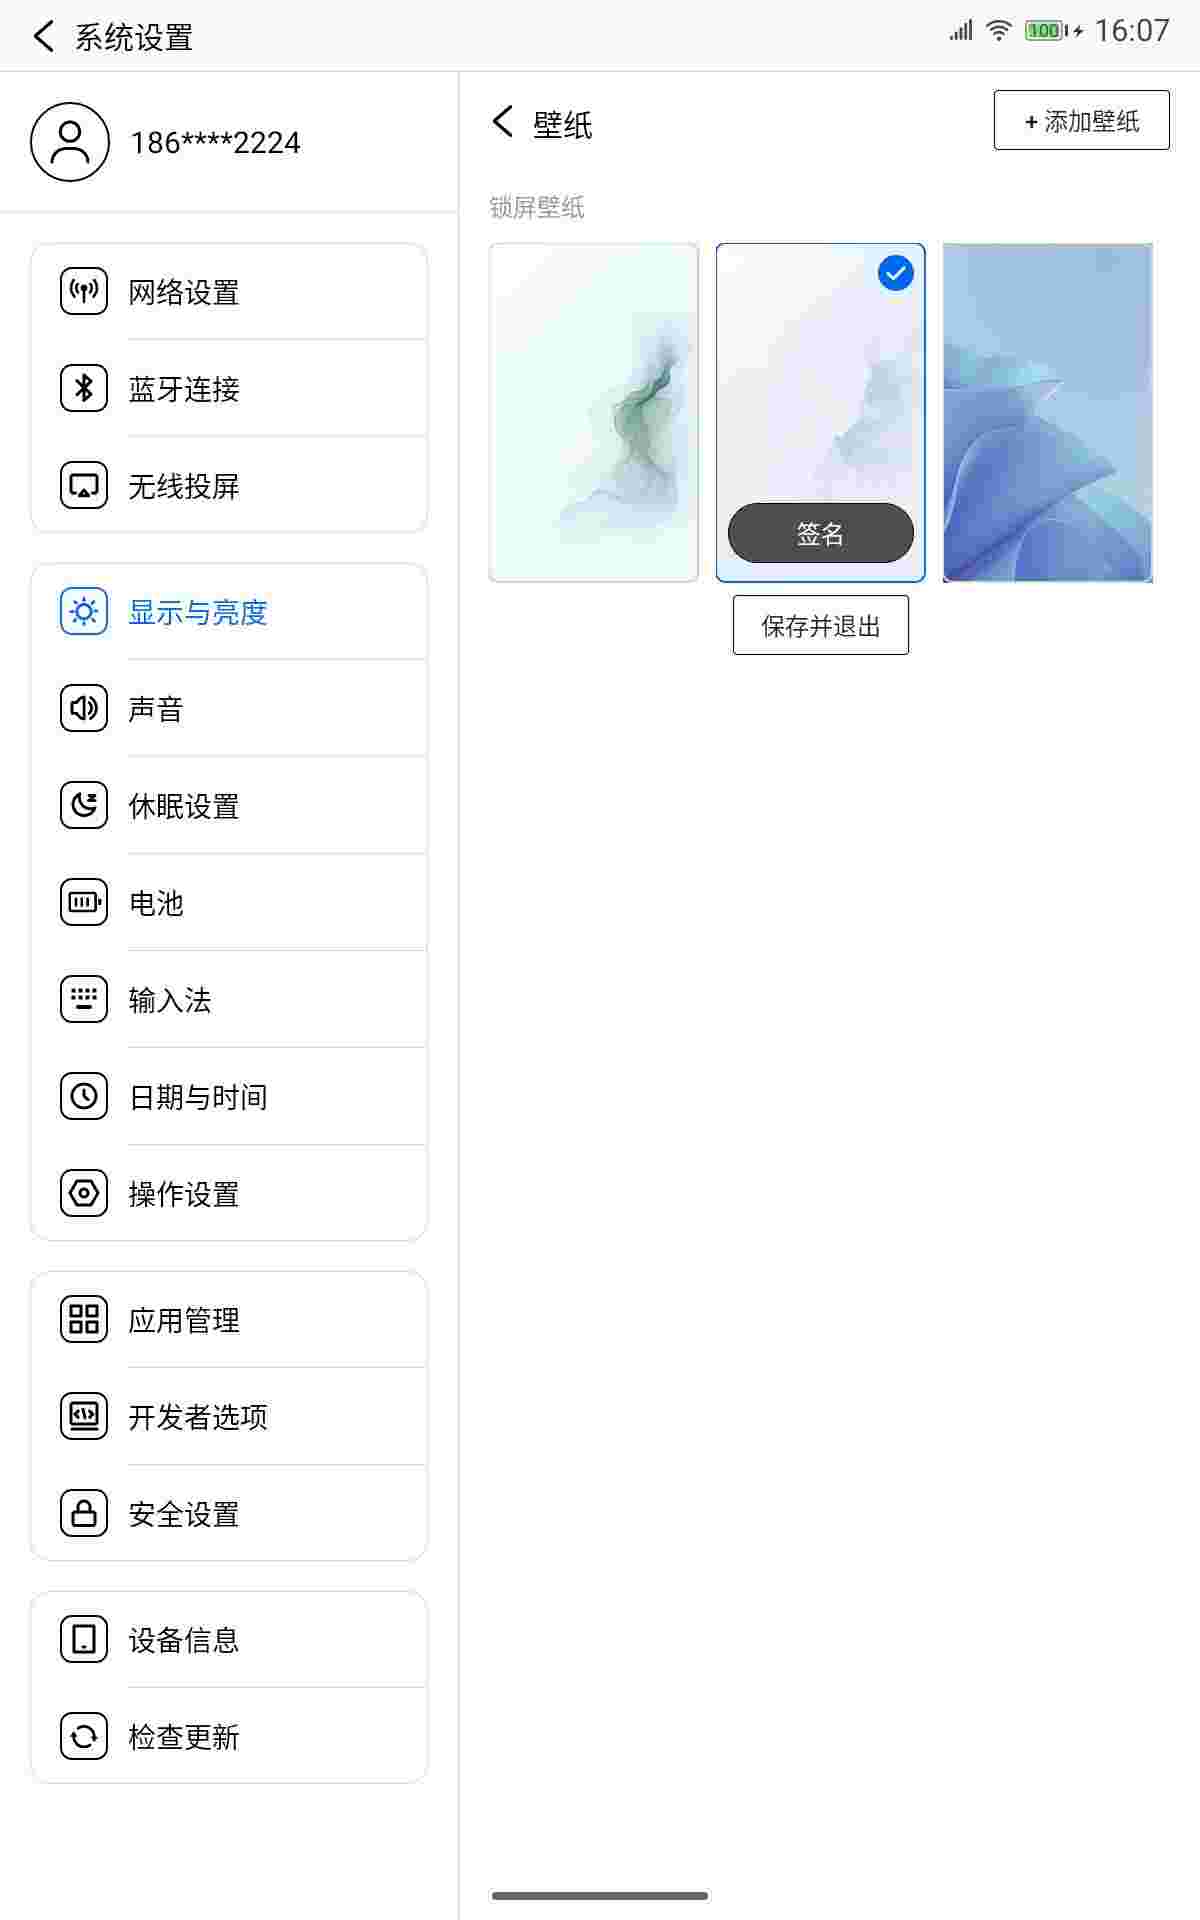 系统设置
100
16:07
186****2224
网络设置
蓝牙连接
无线投屏
显示与亮度
声音
休眠设置
电池
输入法
日期与时间
操作设置
应用管理
开发者选项
安全设置
设备信息
检查更新
壁纸
+ 添加壁纸
锁屏壁纸
签名
保存并退出